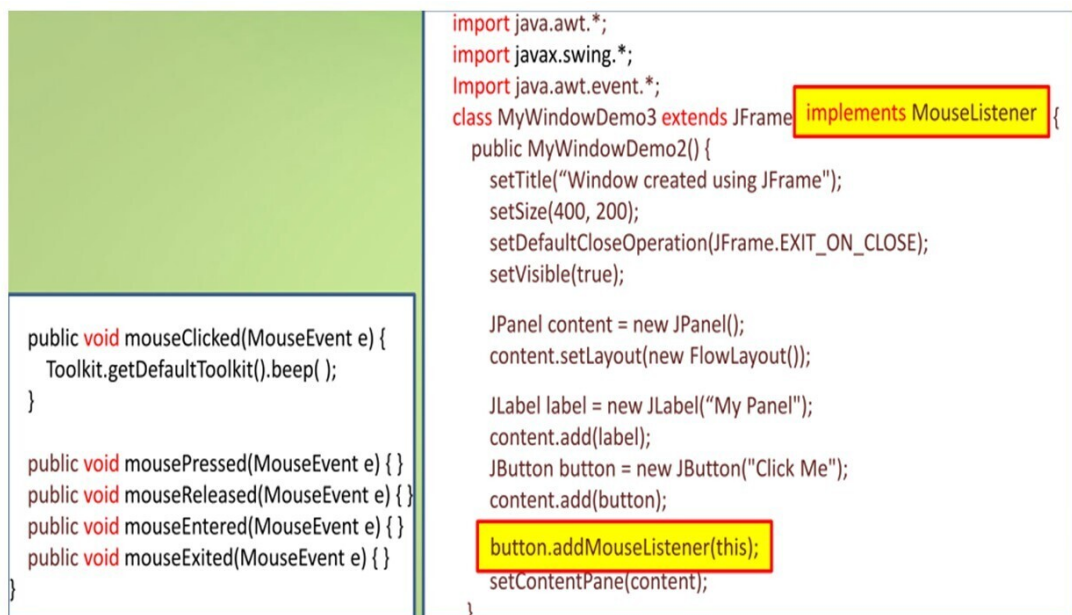 import java.awt.*;
import javax.swing.*;
Import java.awt.event.*;
class MyWindowDemo3 extends JFrame implements MouseListener {
public MyWindowDemo2() {
setTitle(“Window created using JFrame");
setSize(400, 200);
setDefaultCloseOperation(JFrame.EXIT_ON_CLOSE);
setVisible(true);
JPanel content = new JPanel();
content.setLayout(new FlowLayout());
JLabel label = new JLabel(“My Panel");
content.add(label);
JButton button = new JButton("Click Me");
content.add(button);
button.addMouseListener(this);
setContentPane(content);
}
public void mouseClicked(MouseEvent e) {
Toolkit.getDefaultToolkit().beep( );
}
public void mousePressed(MouseEvent e) { }
public void mouseReleased(MouseEvent e) { }
public void mouseEntered(MouseEvent e) { }
public void mouseExited(MouseEvent e) { }
}